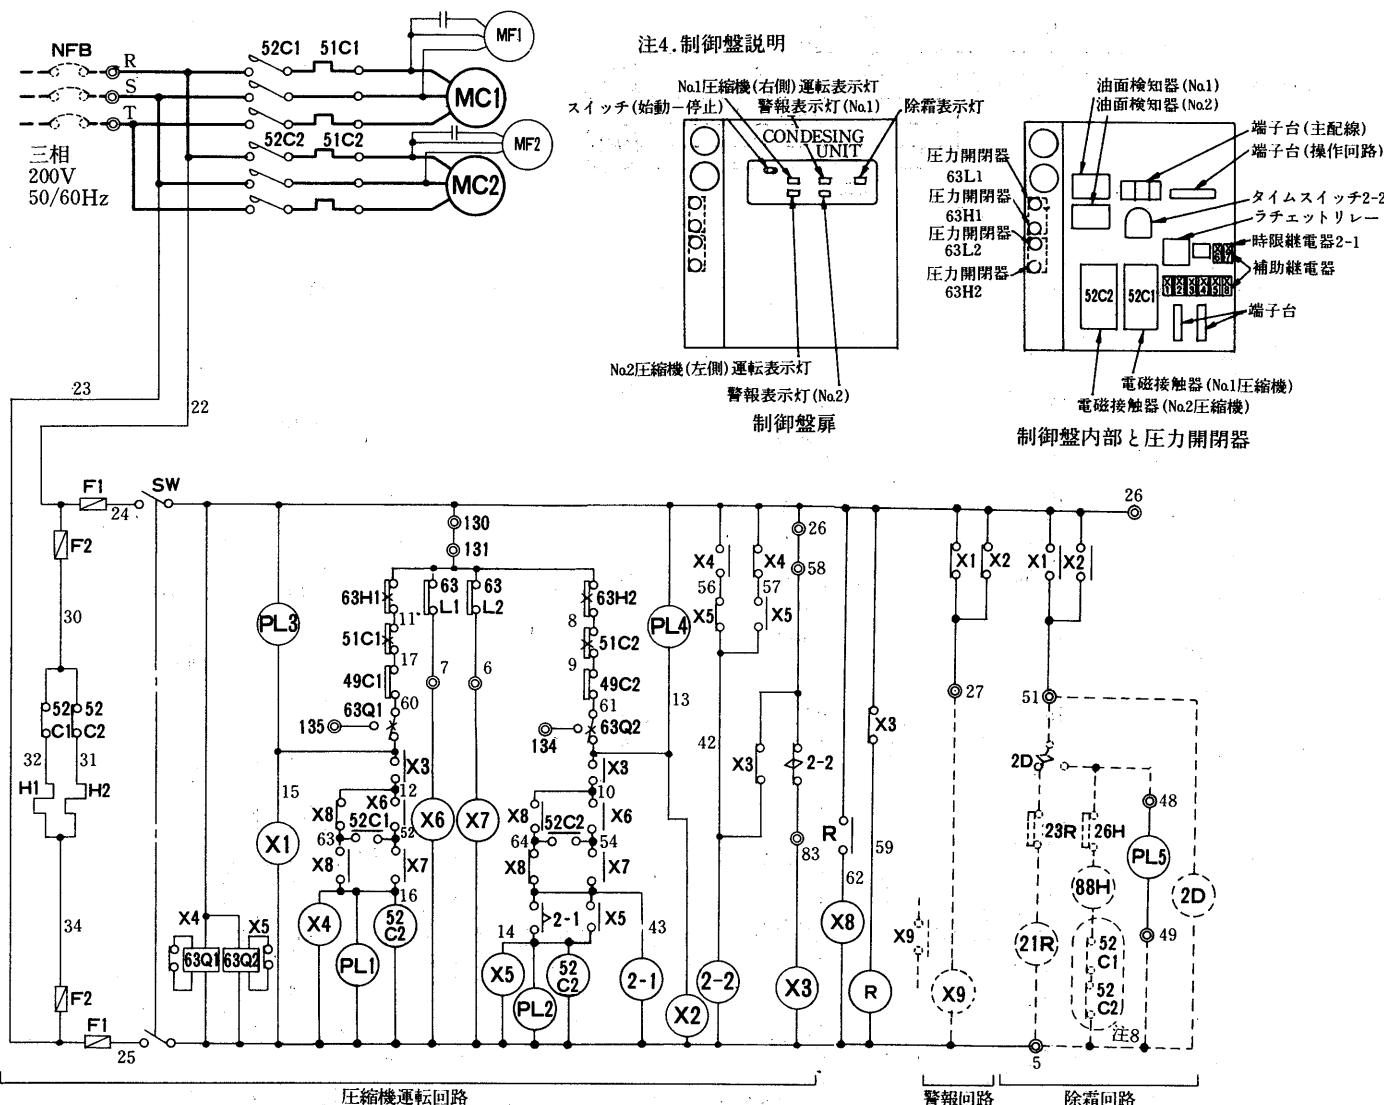 NFB
R
S
T
三相
200V
50/60Hz
52C1
51C1
MF1
MC1
52C2
51C2
MF2
MC2
注4.制御盤説明
No.1圧縮機(右側)運転表示灯
スイッチ(始動−停止)
警報表示灯(No.1)
除霜表示灯
CONDESING
UNIT
No.2圧縮機(左側)運転表示灯
警報表示灯(No.2)
制御盤扉
油面検知器(No.1)
油面検知器(No.2)
端子台(主配線)
端子台(操作回路)
タイムスイッチ2-2
ラチェットリレー
時限継電器2-1
補助継電器
端子台
圧力開閉器
63L1
圧力開閉器
63H1
圧力開閉器
63L2
圧力開閉器
63H2
52C2
52C1
X6
X7
X1
X2
X3
X4
X5
X8
電磁接触器(No.1圧縮機)
電磁接触器(No.2圧縮機)
制御盤内部と圧力開閉器
23
22
F1
24
SW
F2
30
52
C1
52
C2
32
31
H1
H2
34
F2
F1
25
X4
X5
63Q1
63Q2
PL3
15
X1
130
131
63H1
11
51C1
17
49C1
60
63Q1
135
X3
12
X8
X6
52C1
63
52
X8
X7
16
X4
PL1
52
C2
63
L1
7
X6
63
L2
6
X7
63H2
8
51C2
9
49C2
61
63Q2
134
X3
10
X8
X6
52C2
64
54
X8
X7
2-1
X5
14
43
X5
PL2
52
C2
2-1
PL4
13
X2
X4
56
X5
X4
57
X5
42
2-2
26
58
X3
2-2
83
X3
R
62
X8
X3
59
R
X1
X2
27
X9
X9
X1
X2
26
51
2D
23R
26H
48
PL5
88H
2D
21R
52
C1
52
C2
49
注8
5
圧縮機運転回路
警報回路
除霜回路